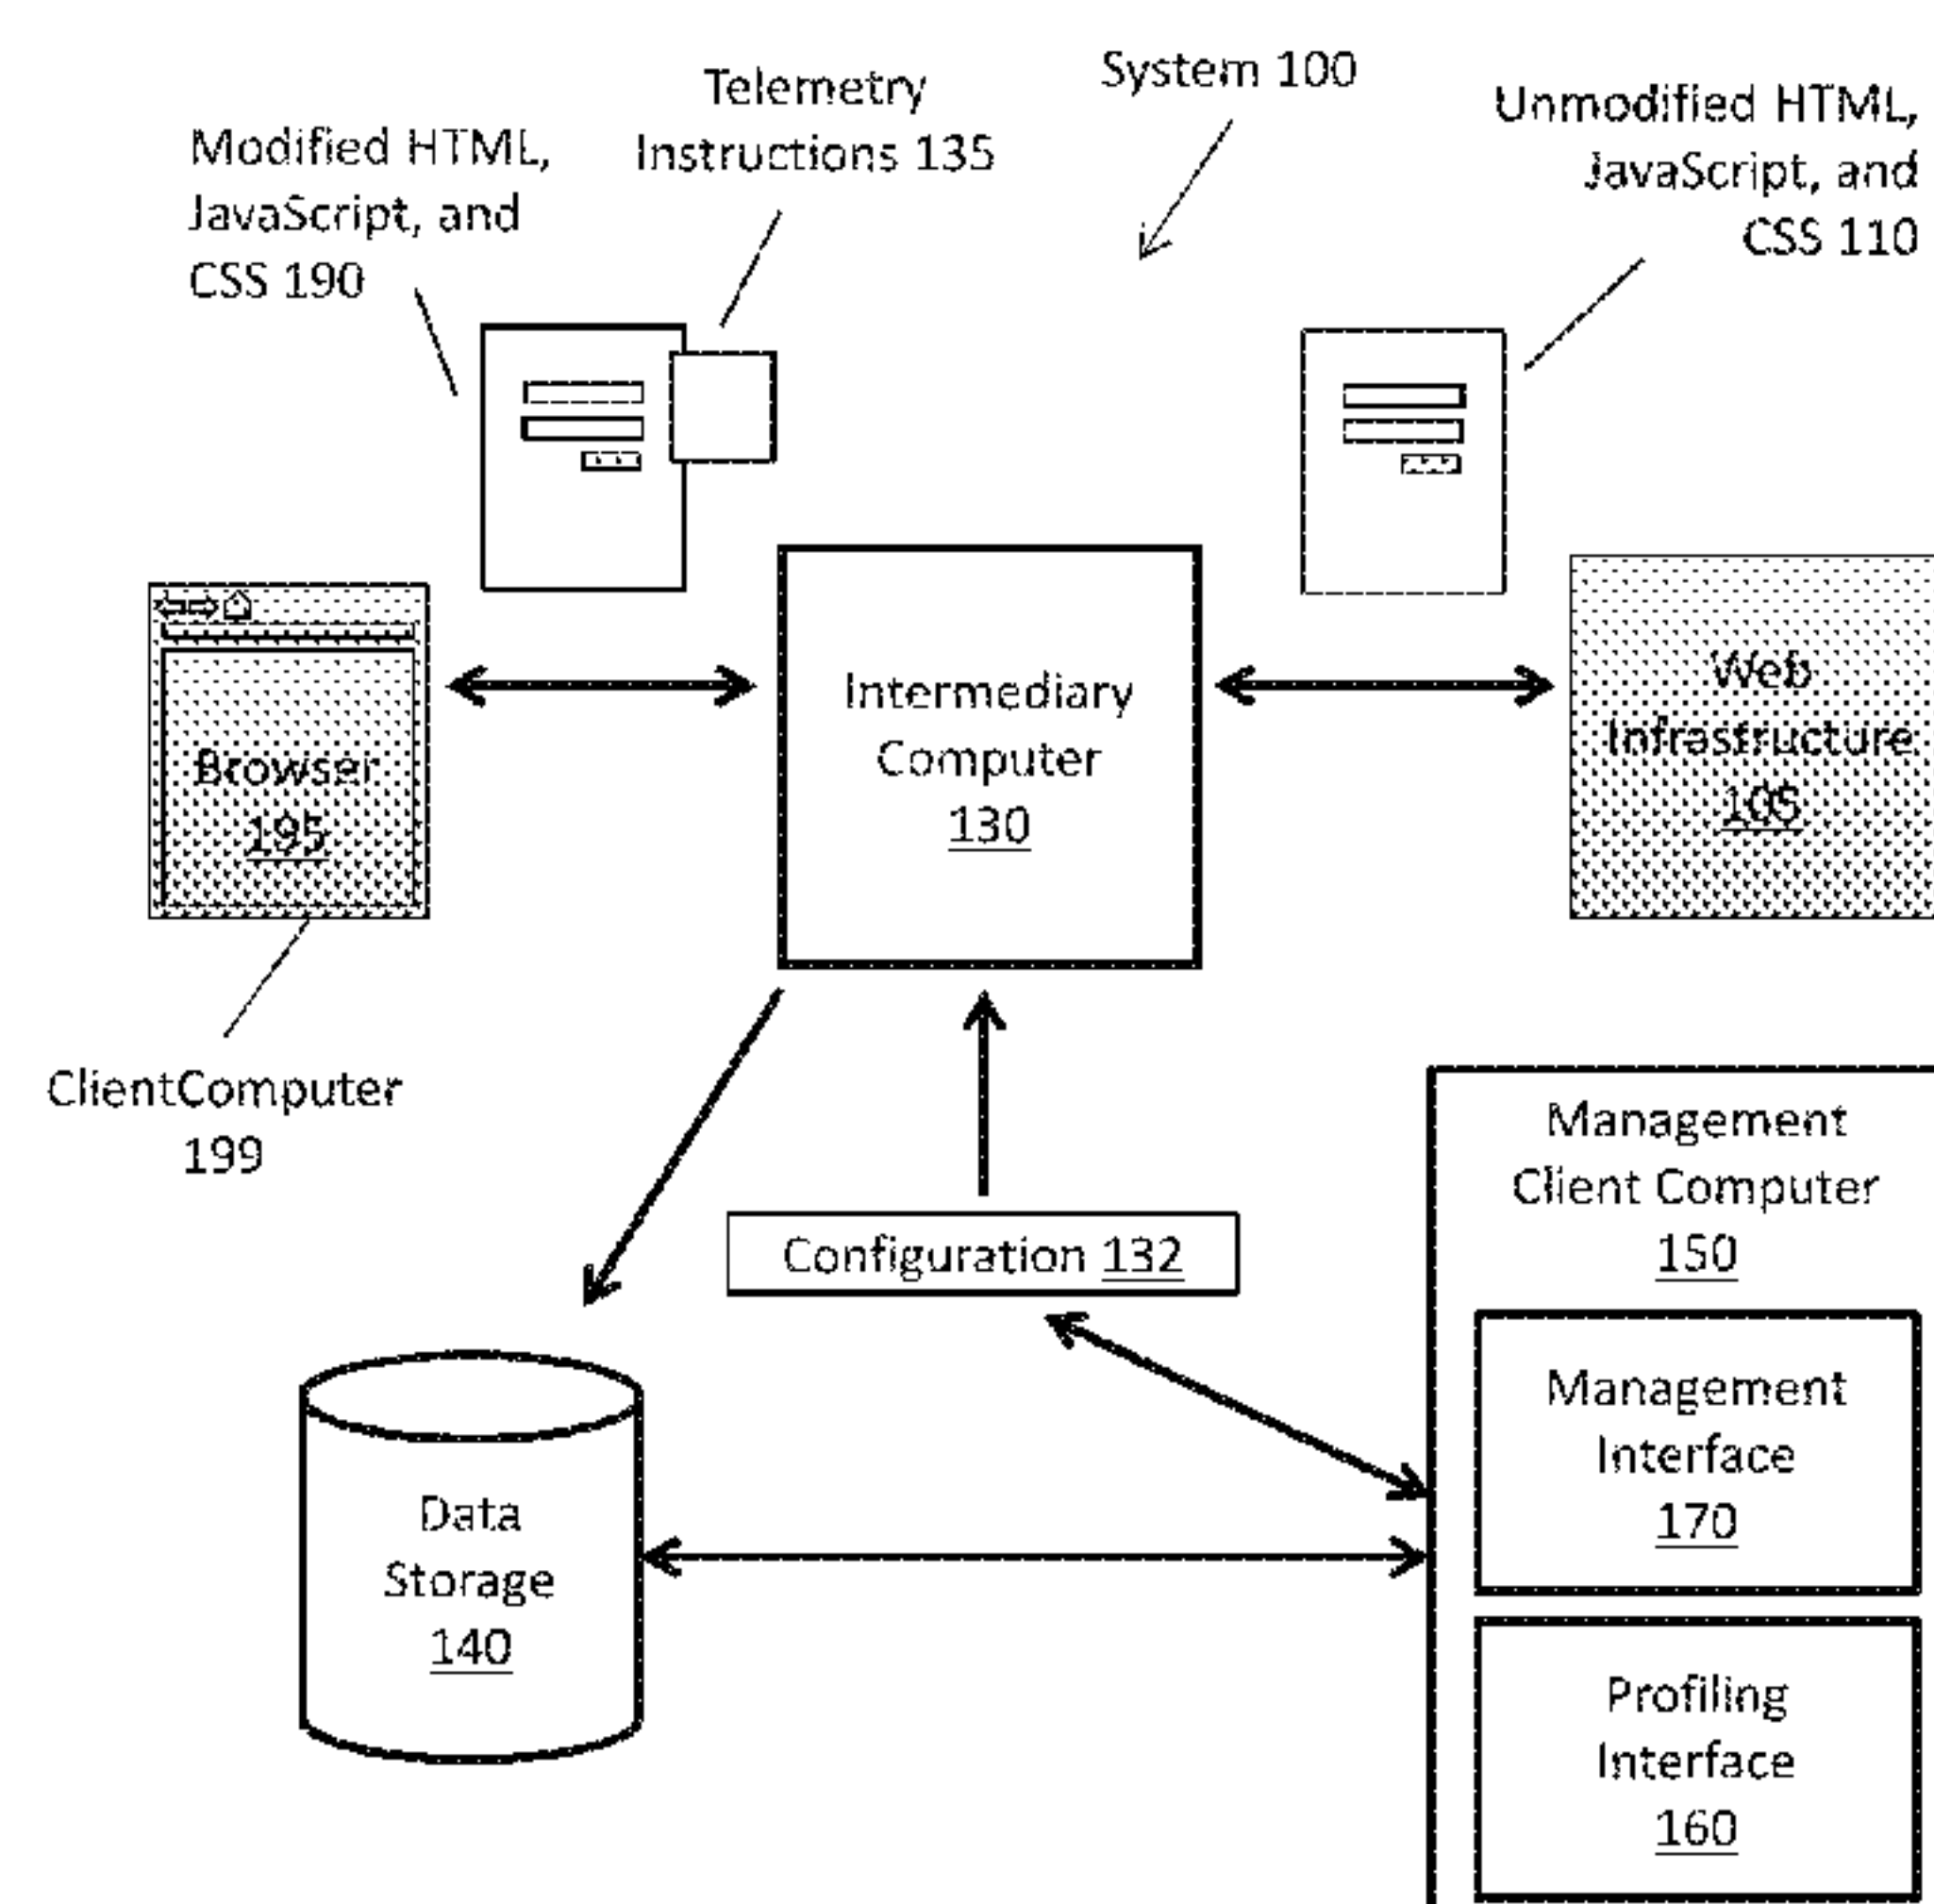 System 100
Telemetry
Instructions 135
Modified HTML,
JavaScript, and
CSS 190
Unmodified HTML,
JavaScript, and
CSS 110
Browser
195
Intermediary
Computer
130
Web
Infrastructure
105
ClientComputer
199
Configuration 132
Management
Client Computer
150
Management
Interface
170
Data
Storage
140
Profiling
Interface
160